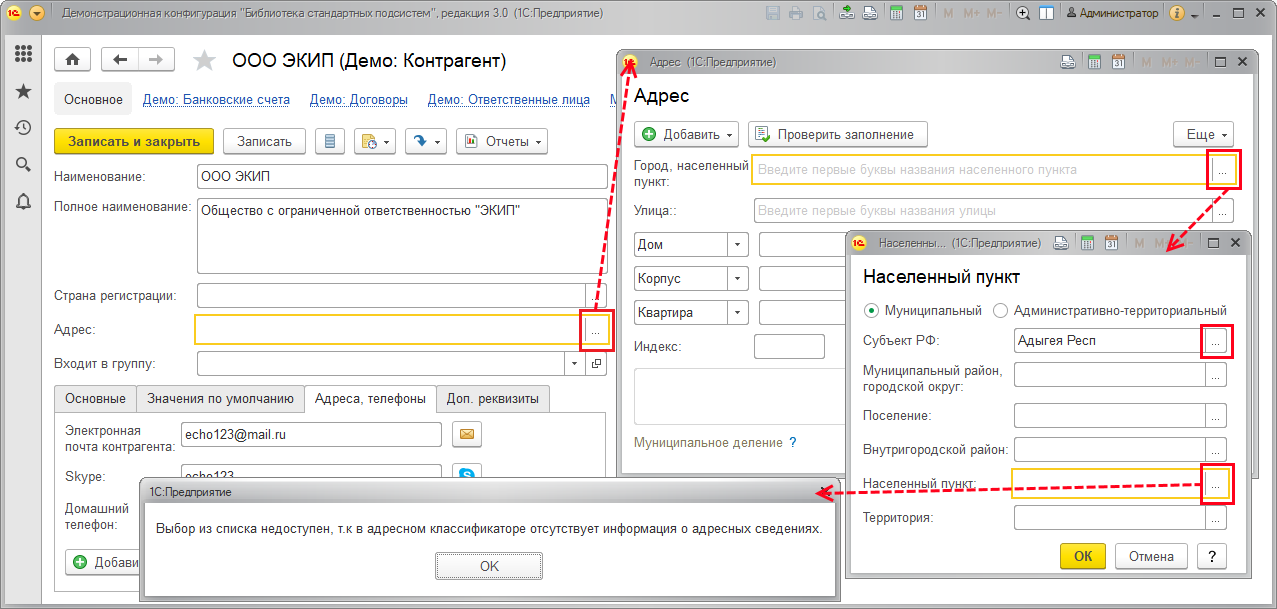 Демонстрационная конфигурация "Библиотека стандартных подсистем", редакция 3.0 (1С:Предприятие)
M M+ M- Администратор
ООО ЭКИП (Демо: Контрагент)
Основное Демо: Банковские счета Демо: Договоры Демо: Ответственные лица
Записать и закрыть Записать Отчеты
Наименование: ООО ЭКИП
Полное наименование: Общество с ограниченной ответственностью "ЭКИП"
Страна регистрации:
Адрес: ...
Входит в группу:
Основные Значения по умолчанию Адреса, телефоны Доп. реквизиты
Электронная
почта контрагента: echo123@mail.ru
Skype: echo123
Домашний
телефон:
Адрес (1С:Предприятие) 31 M M+ M-
Адрес
Добавить Проверить заполнение Еще
Город, населенный
пункт: Введите первые буквы названия населенного пункта ...
Улица:: Введите первые буквы названия улицы ...
Дом
Корпус
Квартира
Индекс:
Муниципальное деление ?
Населенны... (1С:Предприятие) 31 M
Населенный пункт
Муниципальный Административно-территориальный
Субъект РФ: Адыгея Респ ...
Муниципальный район,
городской округ: ...
Поселение: ...
Внутригородской район: ...
Населенный пункт: ...
Территория: ...
ОК Отмена ?
1С:Предприятие
Выбор из списка недоступен, т.к в адресном классификаторе отсутствует информация о адресных сведениях.
OK